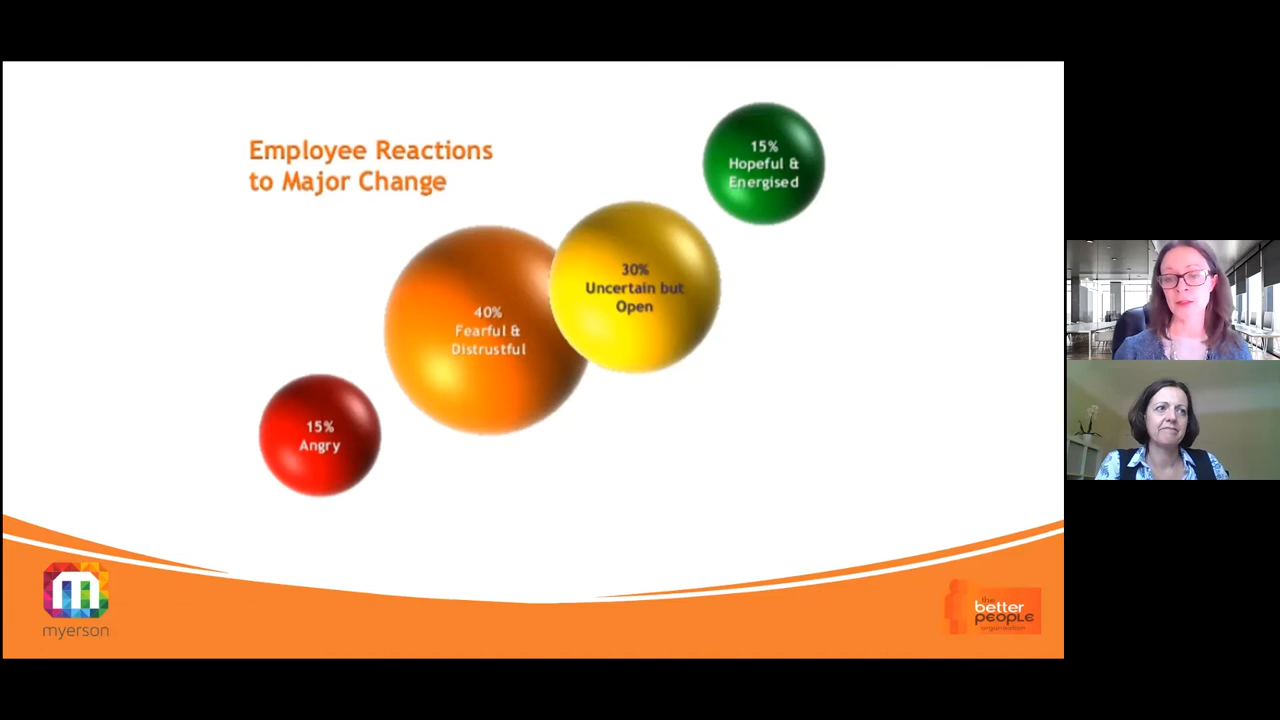 Employee Reactions
to Major Change
15%
Hopeful &
Energised
30%
Uncertain but
Open
40%
Fearful &
Distrustful
15%
Angry
myerson
the
better
people
organisation